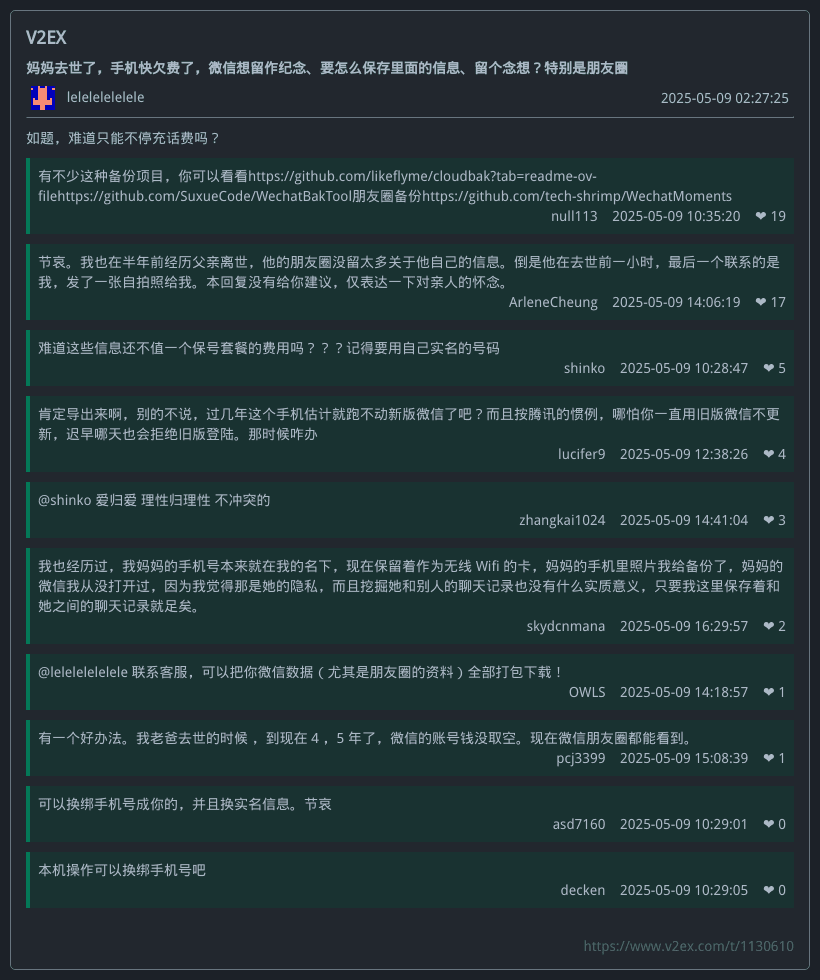 V2EX
妈妈去世了，手机快欠费了，微信想留作纪念、要怎么保存里面的信息、留个念想？特别是朋友圈
lelelelelelele
2025-05-09 02:27:25
如题，难道只能不停充话费吗？
有不少这种备份项目，你可以看看https://github.com/likeflyme/cloudbak?tab=readme-ov-
filehttps://github.com/SuxueCode/WechatBakTool朋友圈备份https://github.com/tech-shrimp/WechatMoments
null113 2025-05-09 10:35:20 ❤ 19
节哀。我也在半年前经历父亲离世，他的朋友圈没留太多关于他自己的信息。倒是他在去世前一小时，最后一个联系的是
我，发了一张自拍照给我。本回复没有给你建议，仅表达一下对亲人的怀念。
ArleneCheung 2025-05-09 14:06:19 ❤ 17
难道这些信息还不值一个保号套餐的费用吗？？？记得要用自己实名的号码
shinko 2025-05-09 10:28:47 ❤ 5
肯定导出来啊，别的不说，过几年这个手机估计就跑不动新版微信了吧？而且按腾讯的惯例，哪怕你一直用旧版微信不更
新，迟早哪天也会拒绝旧版登陆。那时候咋办
lucifer9 2025-05-09 12:38:26 ❤ 4
@shinko 爱归爱 理性归理性 不冲突的
zhangkai1024 2025-05-09 14:41:04 ❤ 3
我也经历过，我妈妈的手机号本来就在我的名下，现在保留着作为无线 Wifi 的卡，妈妈的手机里照片我给备份了，妈妈的
微信我从没打开过，因为我觉得那是她的隐私，而且挖掘她和别人的聊天记录也没有什么实质意义，只要我这里保存着和
她之间的聊天记录就足矣。
skydcnmana 2025-05-09 16:29:57 ❤ 2
@lelelelelelele 联系客服，可以把你微信数据（尤其是朋友圈的资料）全部打包下载！
OWLS 2025-05-09 14:18:57 ❤ 1
有一个好办法。我老爸去世的时候 ，到现在 4 ，5 年了，微信的账号钱没取空。现在微信朋友圈都能看到。
pcj3399 2025-05-09 15:08:39 ❤ 1
可以换绑手机号成你的，并且换实名信息。节哀
asd7160 2025-05-09 10:29:01 ❤ 0
本机操作可以换绑手机号吧
decken 2025-05-09 10:29:05 ❤ 0
https://www.v2ex.com/t/1130610